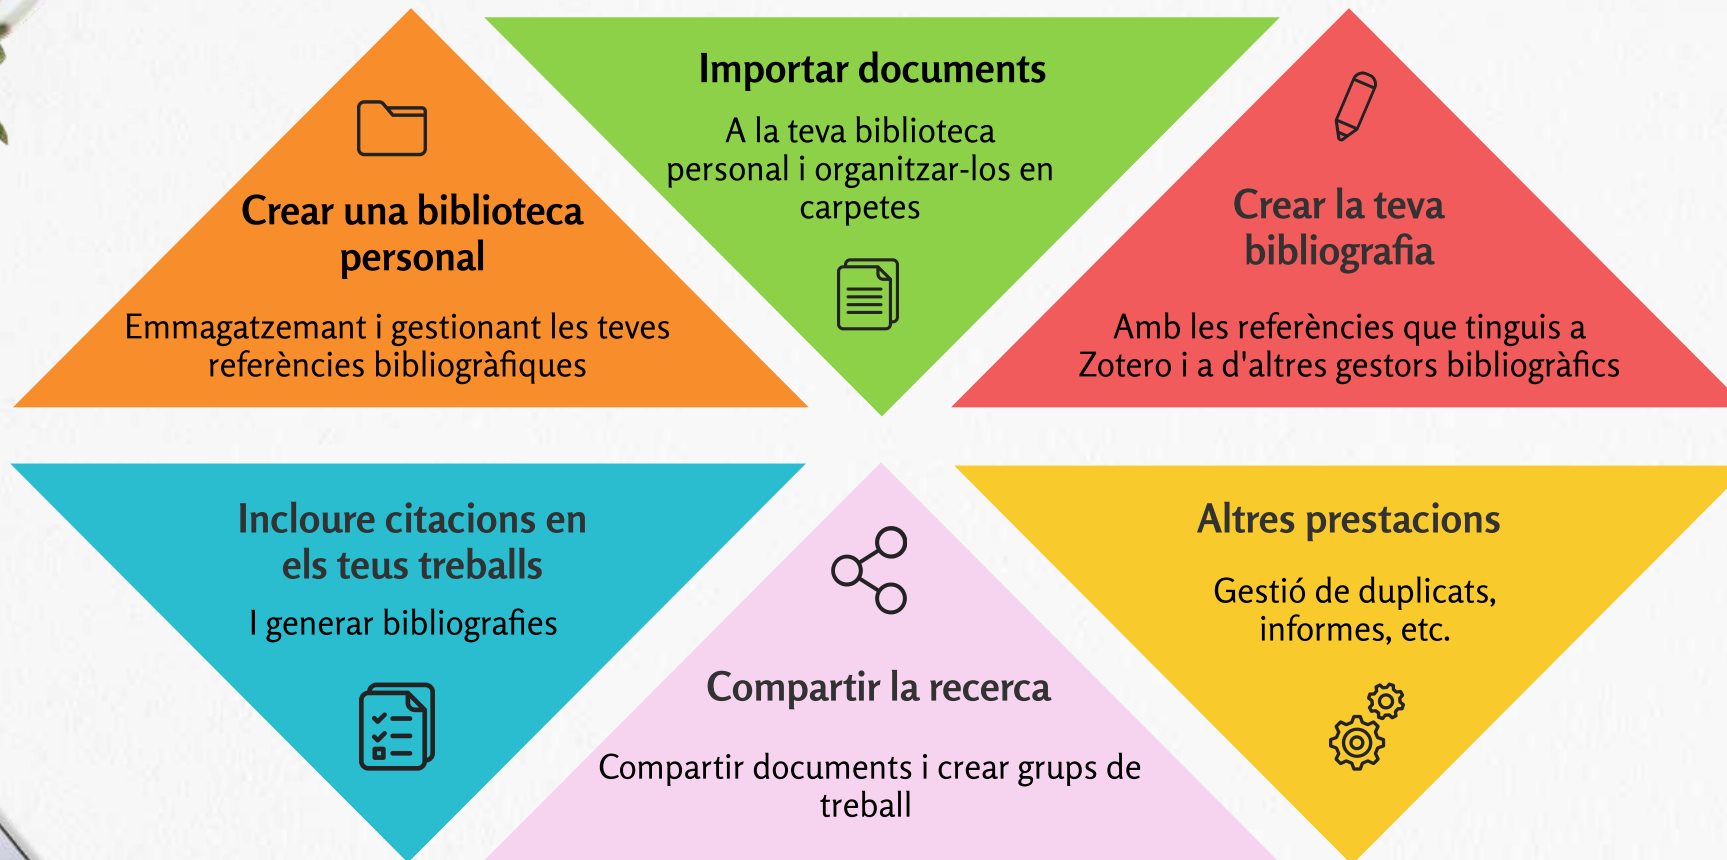 Crear una biblioteca
personal
Emmagatzemant i gestionant les teves
referències bibliogràfiques
Importar documents
A la teva biblioteca
personal i organitzar-los en
carpetes
Crear la teva
bibliografia
Amb les referències que tinguis a
Zotero i a d'altres gestors bibliogràfics
Incloure citacions en
els teus treballs
I generar bibliografies
Compartir la recerca
Compartir documents i crear grups de
treball
Altres prestacions
Gestió de duplicats,
informes, etc.